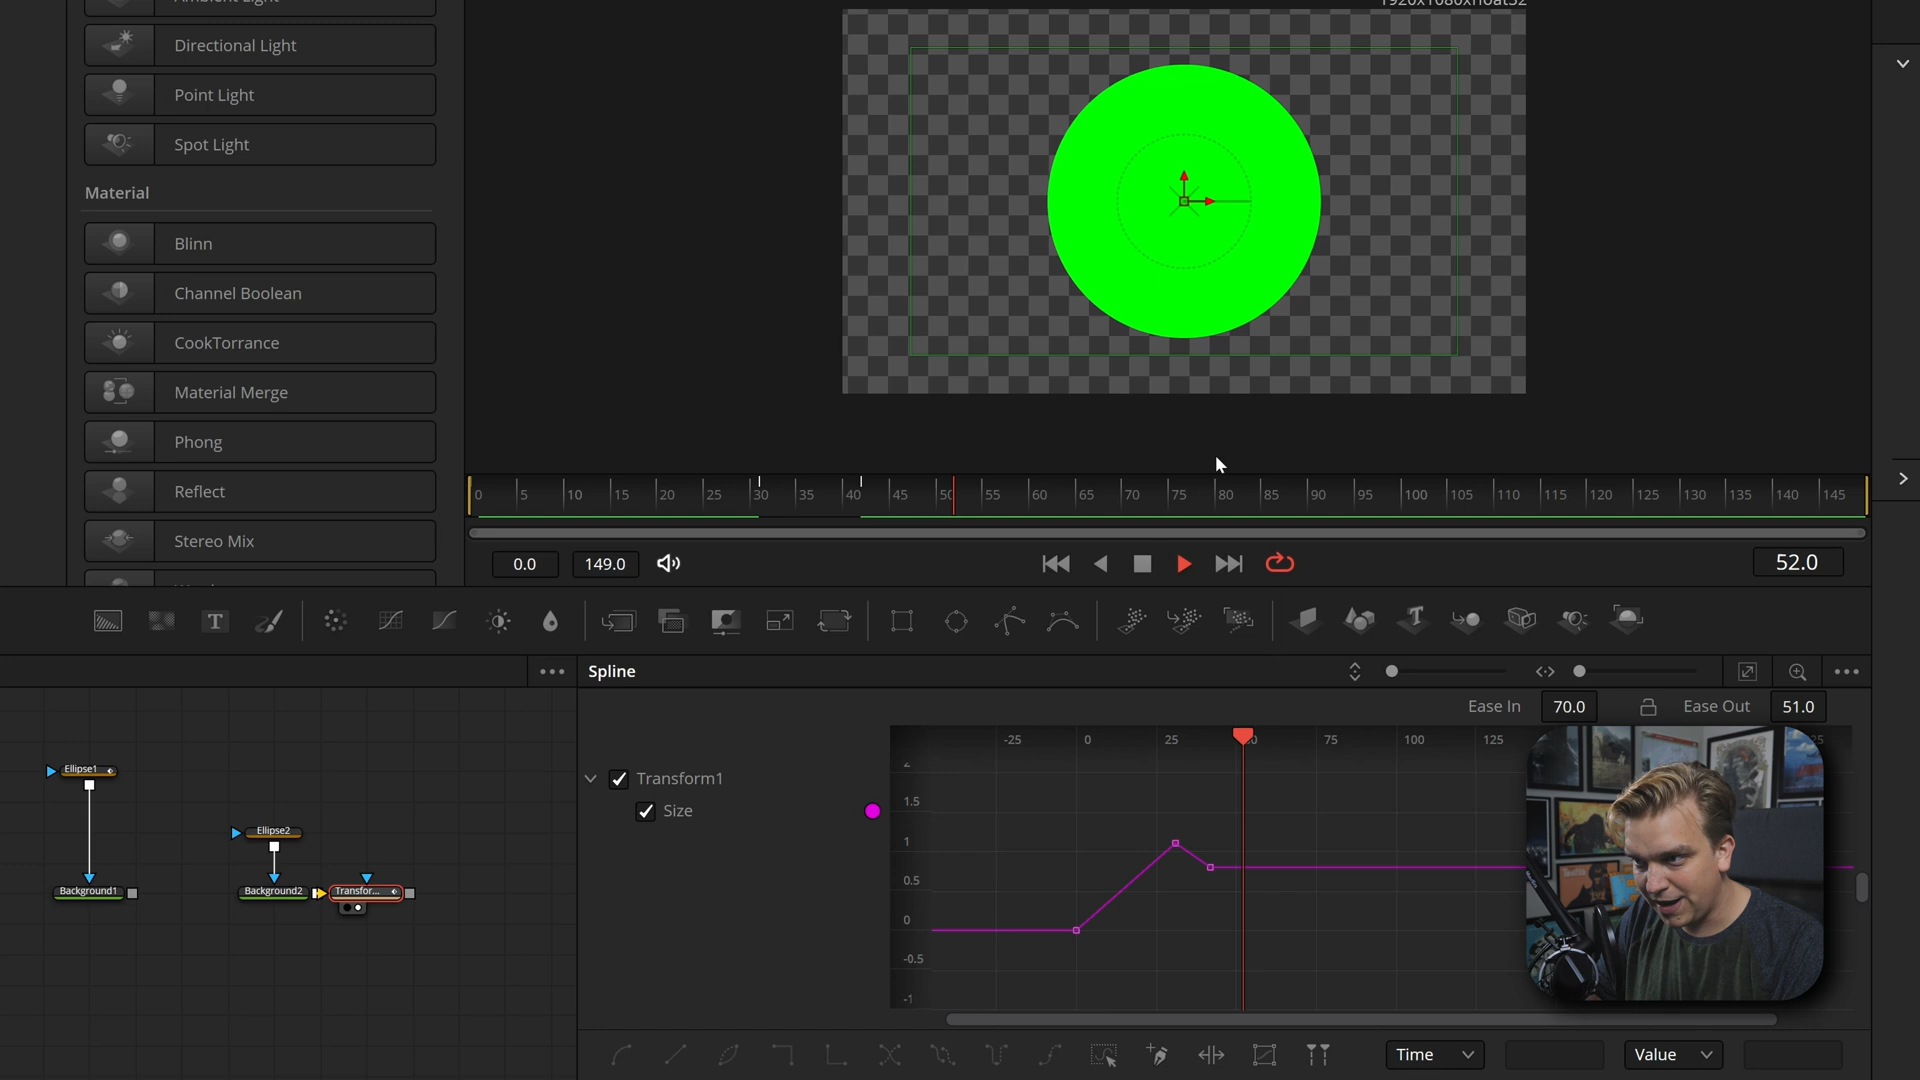 Ambient Light
1920x1080xfloat32
Directional Light
Point Light
Spot Light
Material
Blinn
Channel Boolean
CookTorrance
Material Merge
Phong
Reflect
Stereo Mix
0 5 10 15 20 25 30 35 40 45 50 55 60 65 70 75 80 85 90 95 100 105 110 115 120 125 130 135 140 145
0.0 149.0 52.0
T
T
Spline
Ease In 70.0 Ease Out 51.0
-25 0 25 50 75 100 125
Transform1
Size
1.5
1
0.5
0
-0.5
-1
Ellipse1
Ellipse2
Background1
Background2
Transfor...
Time
Value